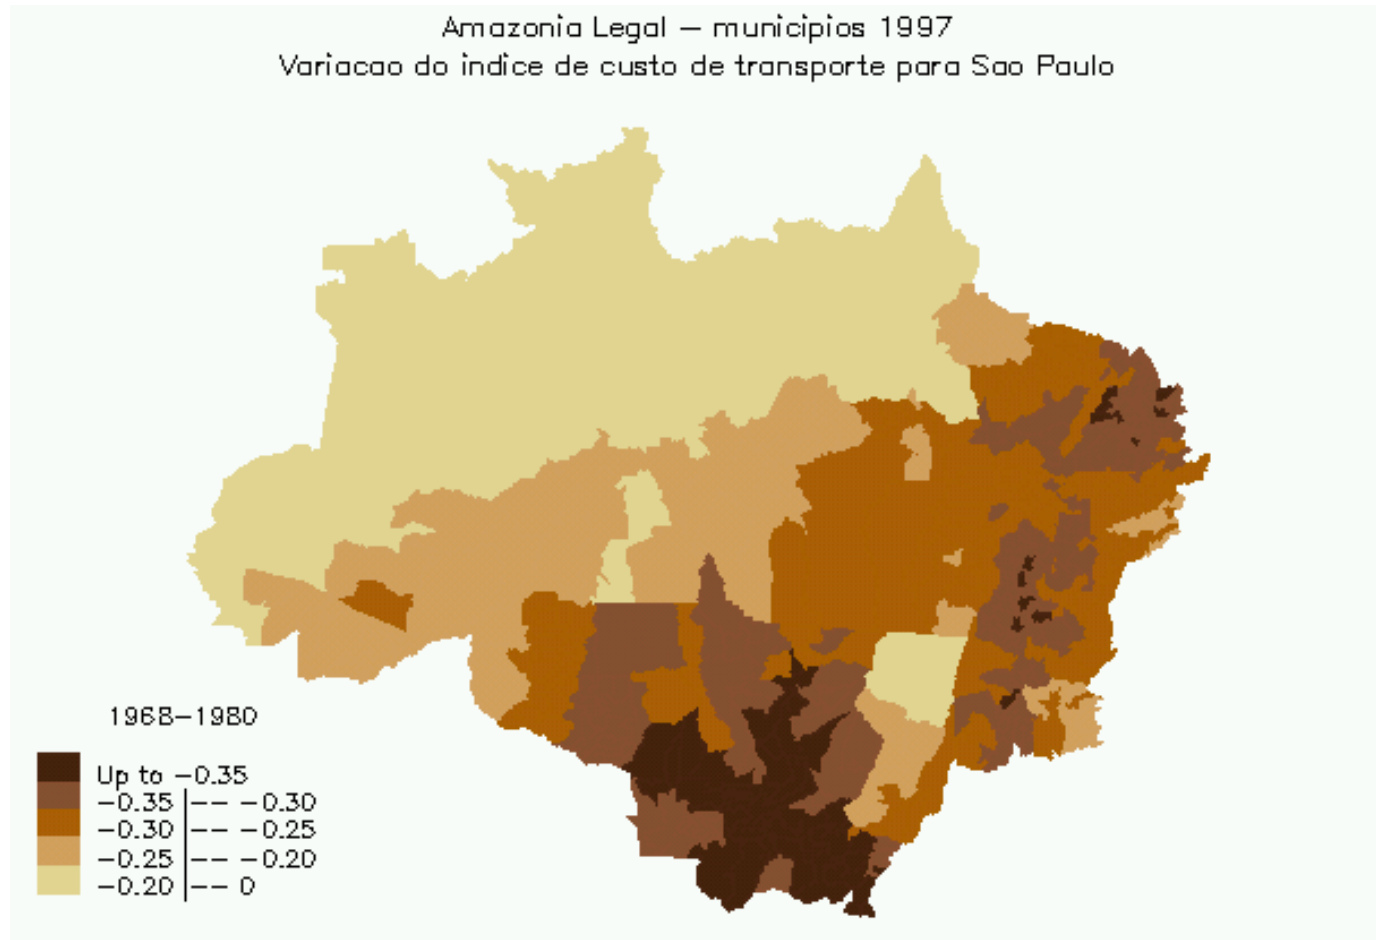 Amazonia Legal – municipios 1997
Variacao do indice de custo de transporte para Sao Paulo
1968–1980
Up to –0.35
–0.35 |–– –0.30
–0.30 |–– –0.25
–0.25 |–– –0.20
–0.20 |–– 0